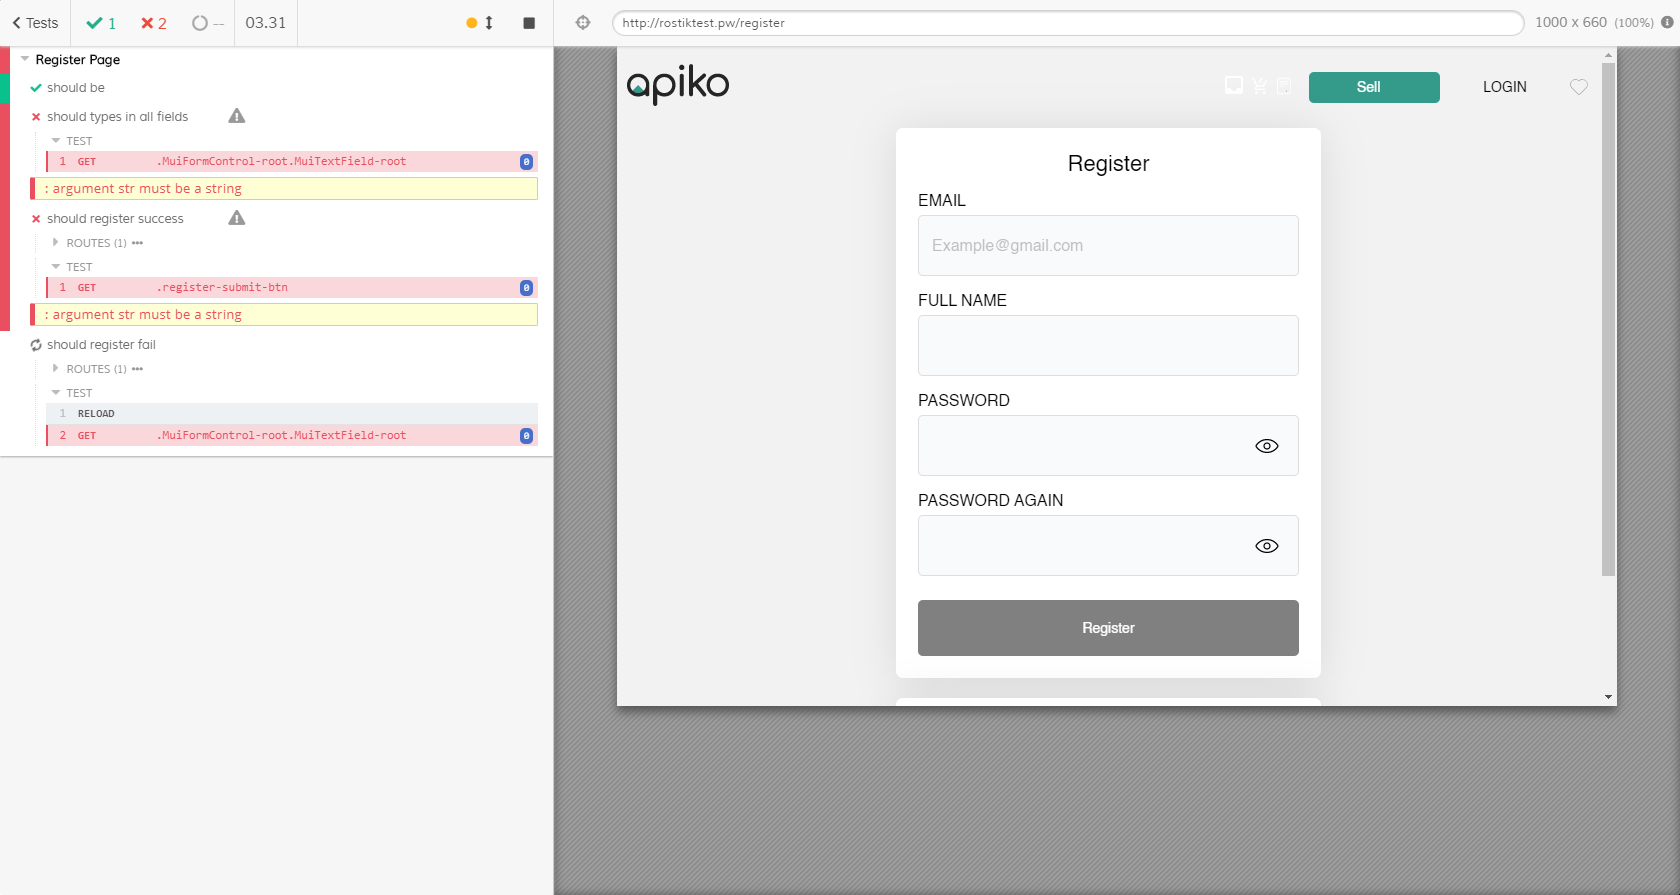 Tests
1
2
--
03.31
http://rostiktest.pw/register
1000 x 660 (100%)
Register Page
should be
should types in all fields
TEST
1 GET .MuiFormControl-root.MuiTextField-root 0
: argument str must be a string
should register success
ROUTES (1) •••
TEST
1 GET .register-submit-btn 0
: argument str must be a string
should register fail
ROUTES (1) •••
TEST
1 RELOAD
2 GET .MuiFormControl-root.MuiTextField-root 0
apiko
Sell
LOGIN
Register
EMAIL
Example@gmail.com
FULL NAME
PASSWORD
PASSWORD AGAIN
Register